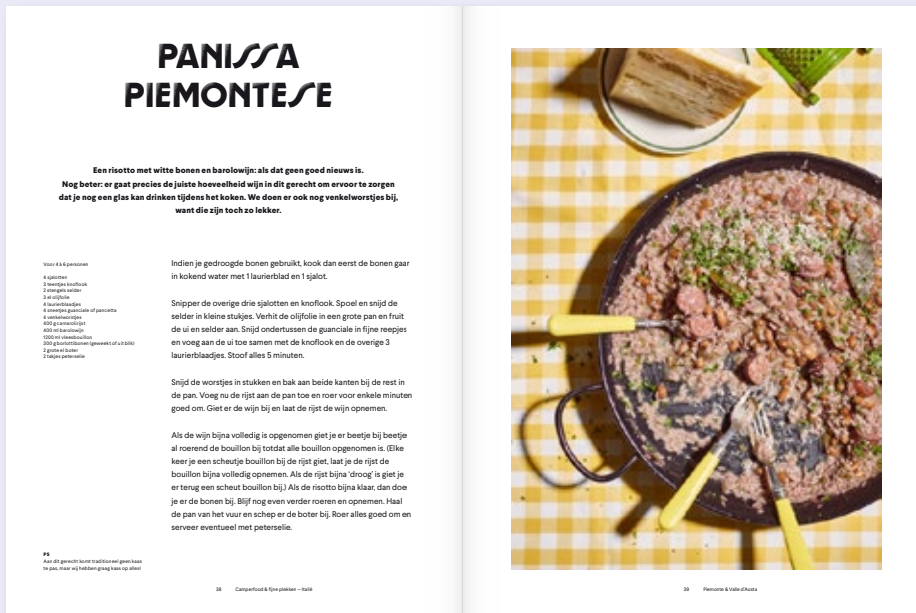 PANISSA
PIEMONTESE
Een risotto met witte bonen en barolowijn: als dat geen goed nieuws is.
Nog beter: er gaat precies de juiste hoeveelheid wijn in dit gerecht om ervoor te zorgen
dat je nog een glas kan drinken tijdens het koken. We doen er ook nog venkelworstjes bij,
want die zijn toch zo lekker.
Voor 4 à 6 personen
4 sjalotten
3 teentjes knoflook
2 stengels selder
3 el olijfolie
4 laurierblaadjes
4 sneetjes guanciale of pancetta
4 venkelworstjes
400 g carnarolirijst
400 ml barolowijn
1200 ml vleesbouillon
300 g borlottibonen (geweekt of uit blik)
2 grote el boter
2 takjes peterselie
Indien je gedroogde bonen gebruikt, kook dan eerst de bonen gaar
in kokend water met 1 laurierblad en 1 sjalot.
Snipper de overige drie sjalotten en knoflook. Spoel en snijd de
selder in kleine stukjes. Verhit de olijfolie in een grote pan en fruit
de ui en selder aan. Snijd ondertussen de guanciale in fijne reepjes
en voeg aan de ui toe samen met de knoflook en de overige 3
laurierblaadjes. Stoof alles 5 minuten.
Snijd de worstjes in stukken en bak aan beide kanten bij de rest in
de pan. Voeg nu de rijst aan de pan toe en roer voor enkele minuten
goed om. Giet er de wijn bij en laat de rijst de wijn opnemen.
Als de wijn bijna volledig is opgenomen giet je er beetje bij beetje
al roerend de bouillon bij totdat alle bouillon opgenomen is. (Elke
keer je een scheutje bouillon bij de rijst giet, laat je de rijst de
bouillon bijna volledig opnemen. Als de rijst bijna 'droog' is giet je
er terug een scheut bouillon bij.) Als de risotto bijna klaar, dan doe
je er de bonen bij. Blijf nog even verder roeren en opnemen. Haal
de pan van het vuur en schep er de boter bij. Roer alles goed om en
serveer eventueel met peterselie.
PS
Aan dit gerecht komt traditioneel geen kaas
te pas, maar wij hebben graag kaas op alles!
38 Camperfood & fijne plekken — Italië
39 Piemonte & Valle d'Aosta